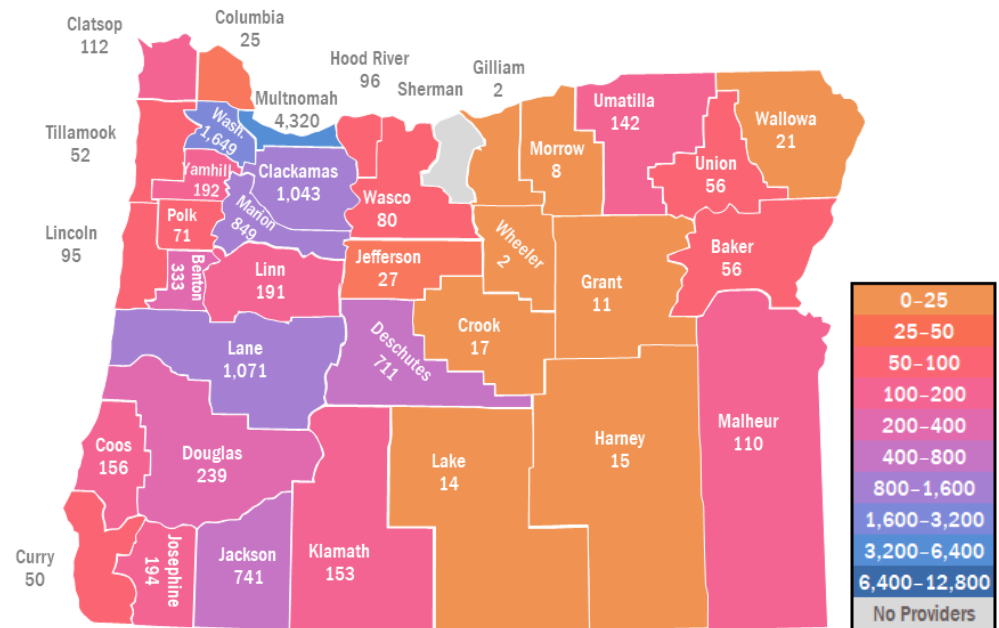 Clatsop
112
Columbia
25
Hood River
96
Sherman
Gilliam
2
Multnomah
4,320
Tillamook
52
Wash.
1,649
Yamhill
192
Clackamas
1,043
Marion
849
Polk
71
Lincoln
95
Benton
333
Linn
191
Wasco
80
Jefferson
27
Wheeler
2
Morrow
8
Umatilla
142
Union
56
Wallowa
21
Baker
56
Grant
11
Crook
17
Deschutes
711
Lane
1,071
Coos
156
Douglas
239
Lake
14
Harney
15
Malheur
110
Curry
50
Josephine
194
Jackson
741
Klamath
153
0–25
25–50
50–100
100–200
200–400
400–800
800–1,600
1,600–3,200
3,200–6,400
6,400–12,800
No Providers